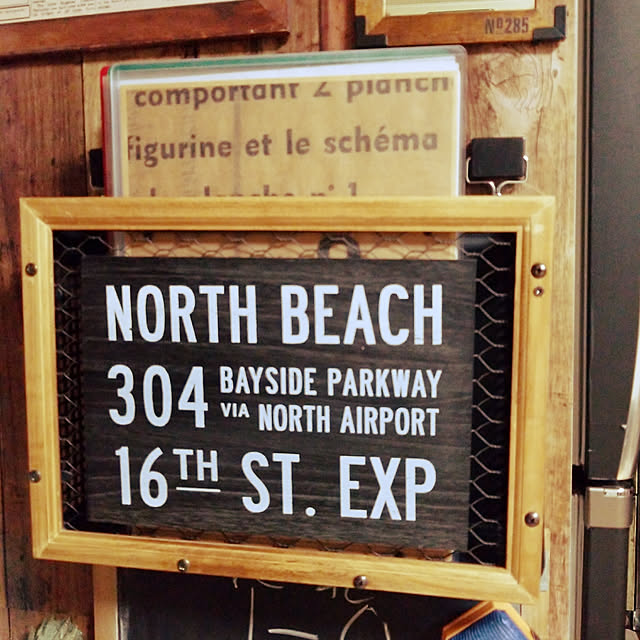 Nº285
comportant 2 planch
figurine et le schéma
NORTH BEACH
304 BAYSIDE PARKWAY
VIA NORTH AIRPORT
16TH ST. EXP